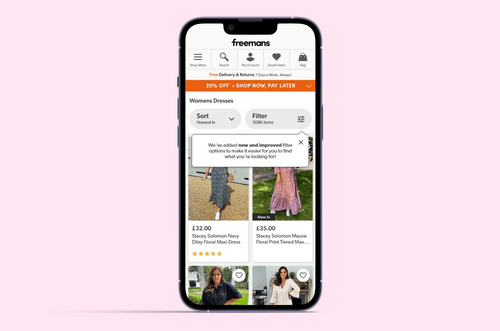 freemans
Shop Menu
Search
My Account
Saved Items
Bag
Free Delivery & Returns 7 Days a Week. Always!
25% OFF* + SHOP NOW, PAY LATER
Womens Dresses
Sort
Newest In
Filter
3086 items
We've added new and improved filter
options to make it easier for you to find
what you're looking for!
New In
£32.00
Stacey Solomon Navy
Ditsy Floral Maxi Dress
£35.00
Stacey Solomon Mauve
Floral Print Tiered Max...